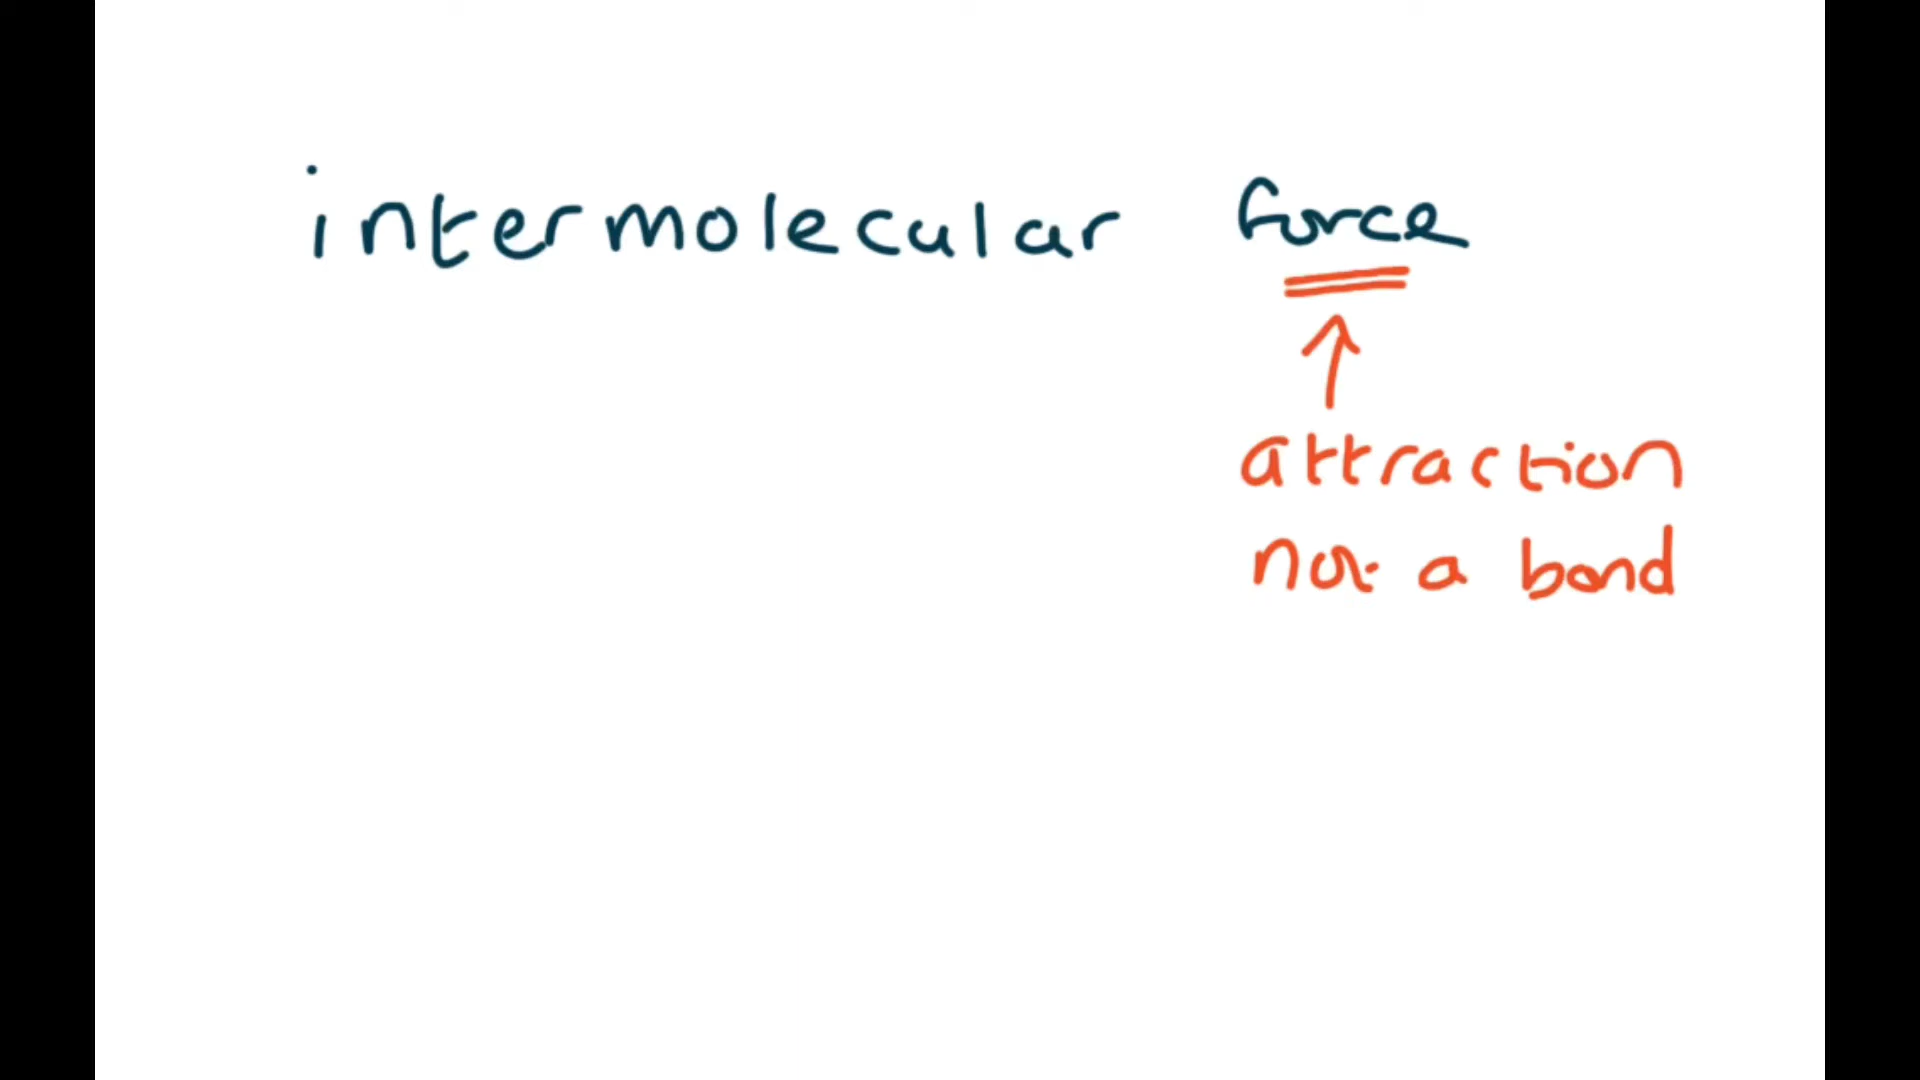 intermolecular force
attraction
not a bond